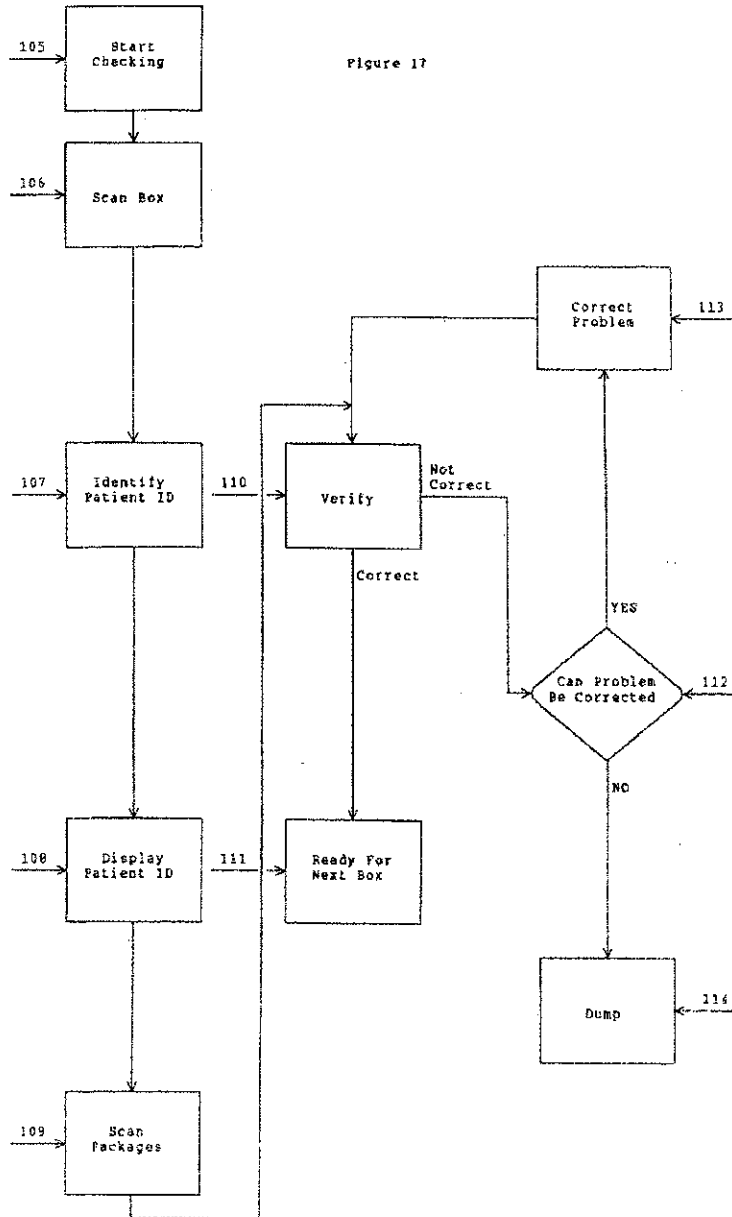 105
Start
Checking
Figure 17
106
Scan Box
Correct
Problem
113
107
Identify
Patient ID
110
Verify
Not
Correct
Correct
YES
Can Problem
Be Corrected
112
NO
108
Display
Patient ID
111
Ready For
Next Box
Dump
114
109
Scan
Packages